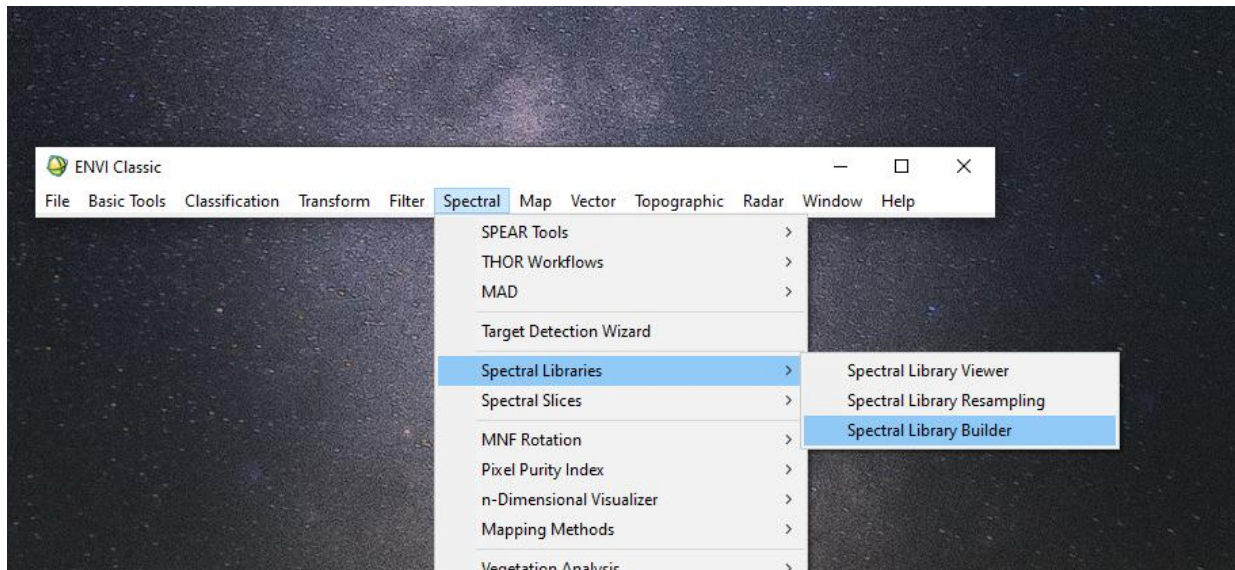 ENVI Classic
File Basic Tools Classification Transform Filter Spectral Map Vector Topographic Radar Window Help
SPEAR Tools
THOR Workflows
MAD
Target Detection Wizard
Spectral Libraries
Spectral Library Viewer
Spectral Slices
Spectral Library Resampling
Spectral Library Builder
MNF Rotation
Pixel Purity Index
n-Dimensional Visualizer
Mapping Methods
Vegetation Analysis